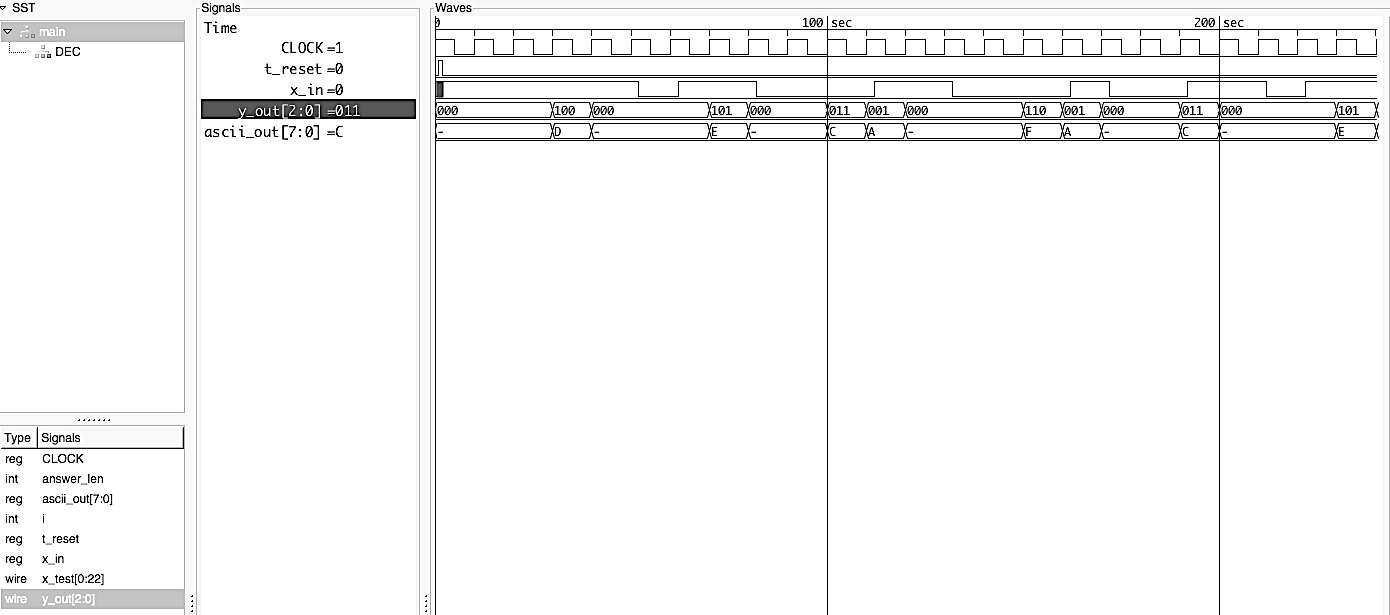 SST
main
DEC
Type Signals
reg CLOCK
int answer_len
reg ascii_out[7:0]
int i
reg t_reset
reg x_in
wire x_test[0:22]
wire y_out[2:0]
Signals
Time
CLOCK =1
t_reset =0
x_in =0
y_out[2:0] =011
ascii_out[7:0] =C
Waves
0 100 sec 200 sec
000 100 000 101 000 011 001 000 110 001 000 011 000 101
- D - E - C A - F A - C - E